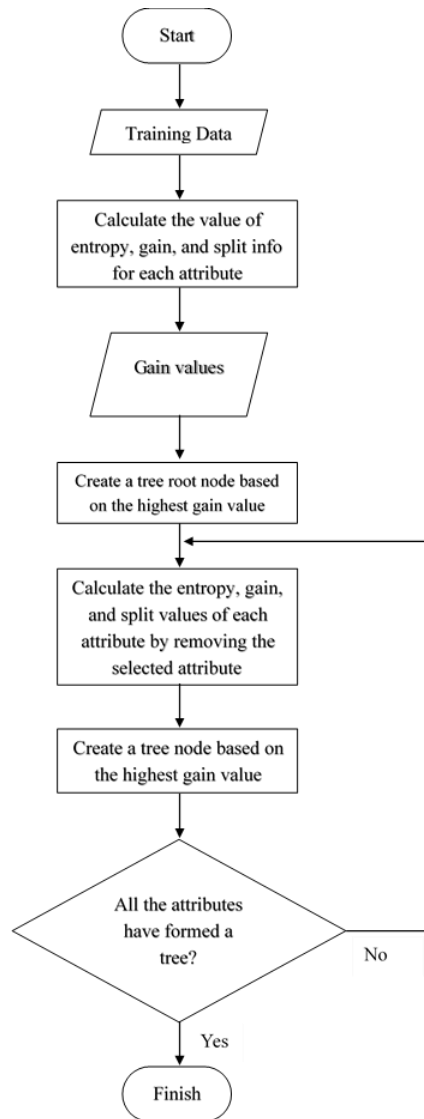 Start
Training Data
Calculate the value of
entropy, gain, and split info
for each attribute
Gain values
Create a tree root node based
on the highest gain value
Calculate the entropy, gain,
and split values of each
attribute by removing the
selected attribute
Create a tree node based on
the highest gain value
All the attributes
have formed a
tree?
No
Yes
Finish